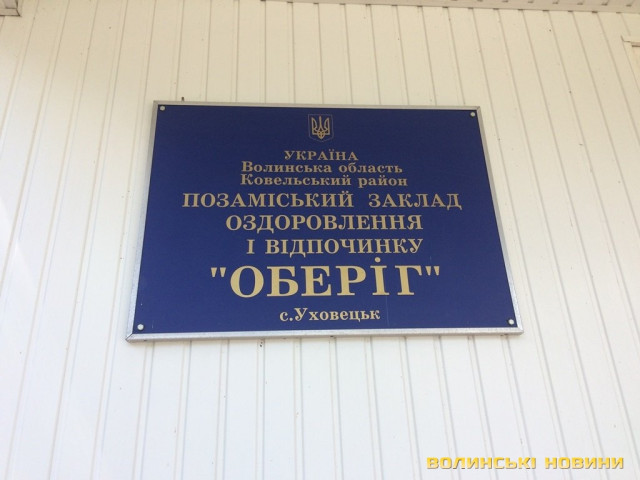 УКРАЇНА
Волинська область
Ковельський район
ПОЗАМІСЬКИЙ ЗАКЛАД
ОЗДОРОВЛЕННЯ
І ВІДПОЧИНКУ
"ОБЕРІГ"
с.Уховецьк
ВОЛИНСЬКІ НОВИНИ